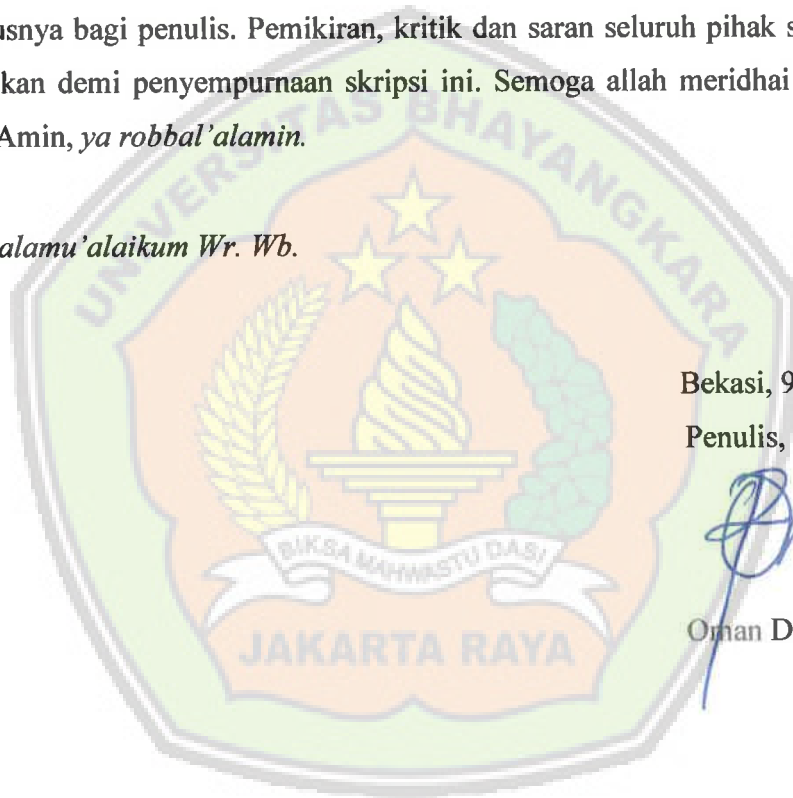 usnya bagi penulis. Pemikiran, kritik dan saran seluruh pihak s
kan demi penyempurnaan skripsi ini. Semoga allah meridhai
Amin, ya robbal'alamin.
alamu'alaikum Wr. Wb.
UNIVERSITAS BHAYANGKARA
Bekasi, 9
Penulis,
BIKSA MAHWASTU DASI
Oman D
JAKARTA RAYA